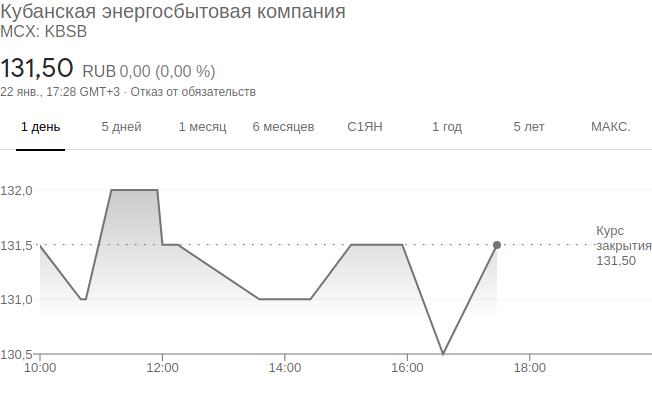 Кубанская энергосбытовая компания
MCX: KBSB
131,50 RUB 0,00 (0,00 %)
22 янв., 17:28 GMT+3 · Отказ от обязательств
1 день 5 дней 1 месяц 6 месяцев С1ЯН 1 год 5 лет МАКС.
132,0
131,5
131,0
130,5
Курс
закрытия
131,50
10:00 12:00 14:00 16:00 18:00